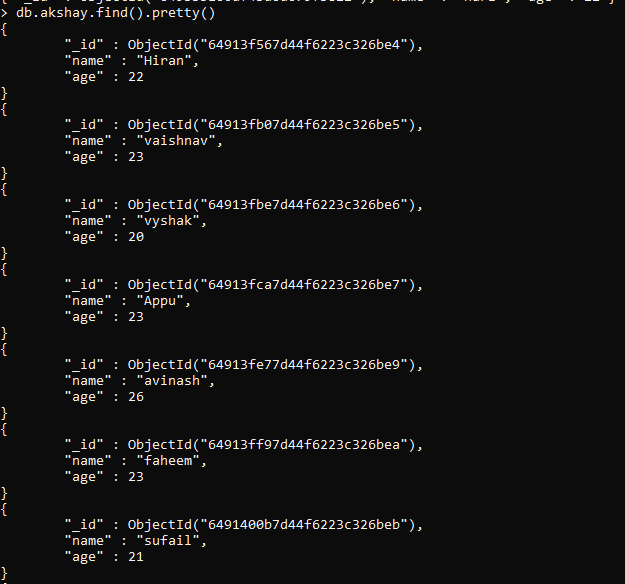 > db.akshay.find().pretty()
{
        "_id" : ObjectId("64913f567d44f6223c326be4"),
        "name" : "Hiran",
        "age" : 22
}
{
        "_id" : ObjectId("64913fb07d44f6223c326be5"),
        "name" : "vaishnav",
        "age" : 23
}
{
        "_id" : ObjectId("64913fbe7d44f6223c326be6"),
        "name" : "vyshak",
        "age" : 20
}
{
        "_id" : ObjectId("64913fca7d44f6223c326be7"),
        "name" : "Appu",
        "age" : 23
}
{
        "_id" : ObjectId("64913fe77d44f6223c326be9"),
        "name" : "avinash",
        "age" : 26
}
{
        "_id" : ObjectId("64913ff97d44f6223c326bea"),
        "name" : "faheem",
        "age" : 23
}
{
        "_id" : ObjectId("6491400b7d44f6223c326beb"),
        "name" : "sufail",
        "age" : 21
}